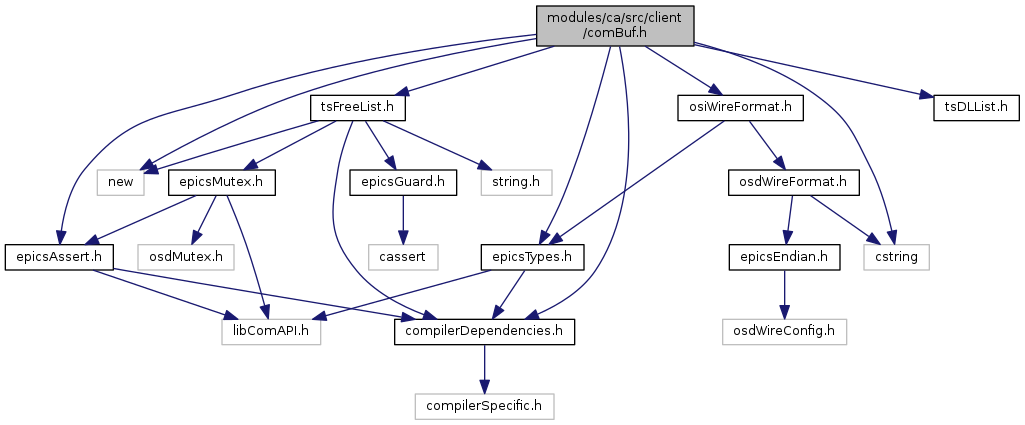 modules/ca/src/client
/comBuf.h
tsFreeList.h
osiWireFormat.h
tsDLList.h
new
epicsMutex.h
epicsGuard.h
string.h
osdWireFormat.h
epicsAssert.h
osdMutex.h
cassert
epicsTypes.h
epicsEndian.h
cstring
libComAPI.h
compilerDependencies.h
osdWireConfig.h
compilerSpecific.h